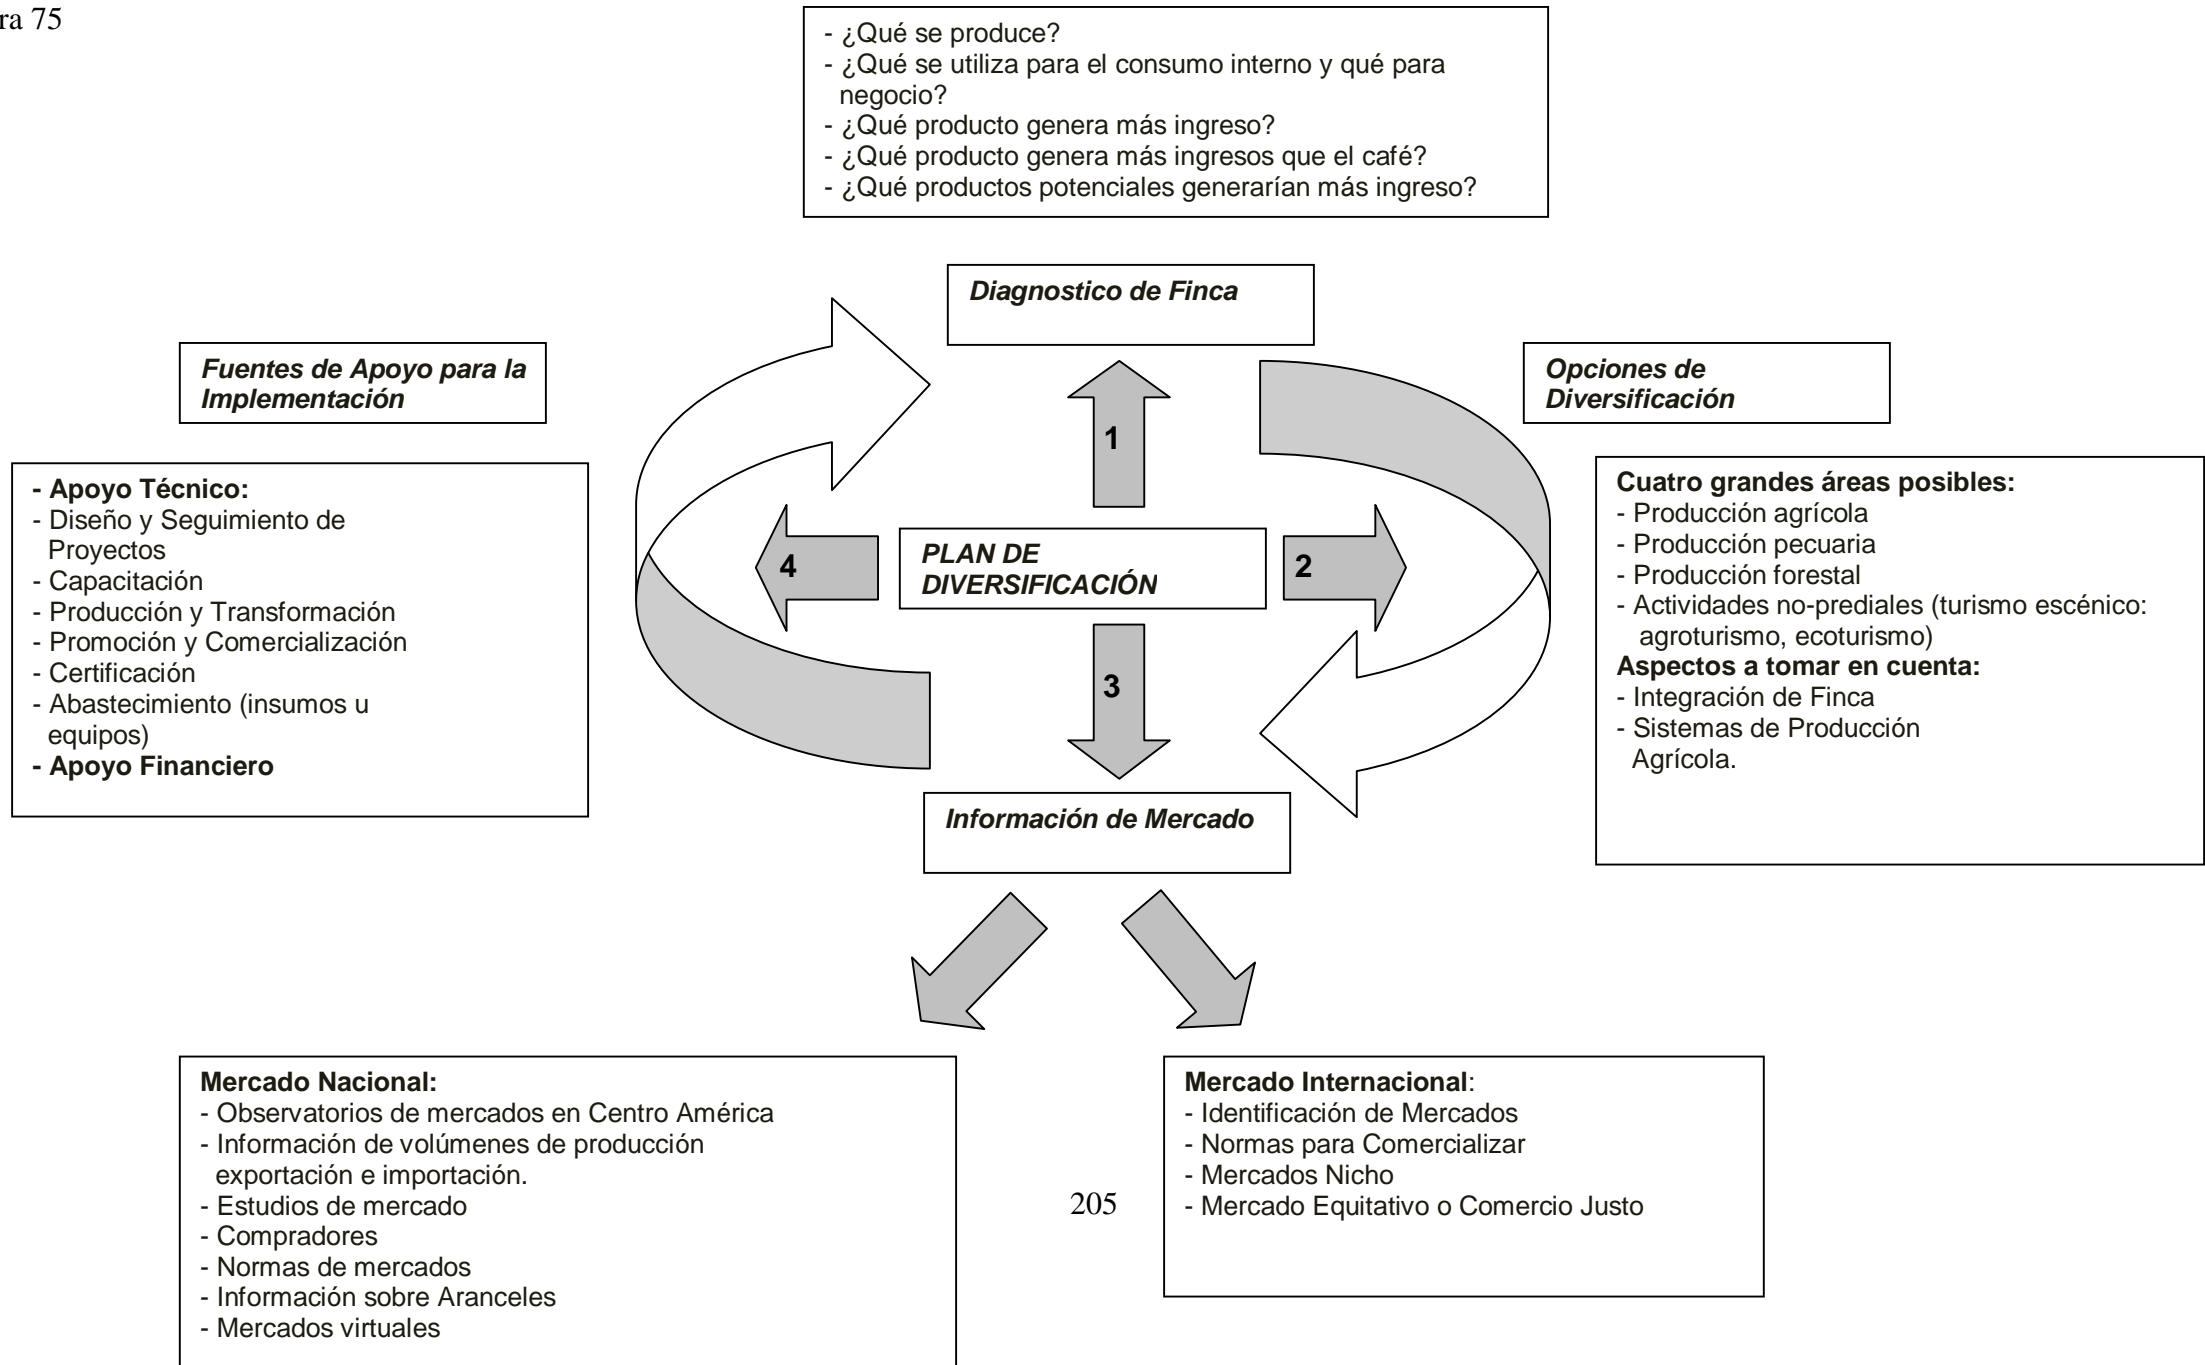 ra 75
- ¿Qué se produce?
- ¿Qué se utiliza para el consumo interno y qué para
negocio?
- ¿Qué producto genera más ingreso?
- ¿Qué producto genera más ingresos que el café?
- ¿Qué productos potenciales generarían más ingreso?
Diagnostico de Finca
Fuentes de Apoyo para la
Implementación
Opciones de
Diversificación
1
- Apoyo Técnico:
- Diseño y Seguimiento de
Proyectos
- Capacitación
- Producción y Transformación
- Promoción y Comercialización
- Certificación
- Abastecimiento (insumos u
equipos)
- Apoyo Financiero
4
PLAN DE
DIVERSIFICACIÓN
2
Cuatro grandes áreas posibles:
- Producción agrícola
- Producción pecuaria
- Producción forestal
- Actividades no-prediales (turismo escénico:
agroturismo, ecoturismo)
Aspectos a tomar en cuenta:
- Integración de Finca
- Sistemas de Producción
Agrícola.
3
Información de Mercado
Mercado Nacional:
- Observatorios de mercados en Centro América
- Información de volúmenes de producción
exportación e importación.
- Estudios de mercado
- Compradores
- Normas de mercados
- Información sobre Aranceles
- Mercados virtuales
205
Mercado Internacional:
- Identificación de Mercados
- Normas para Comercializar
- Mercados Nicho
- Mercado Equitativo o Comercio Justo